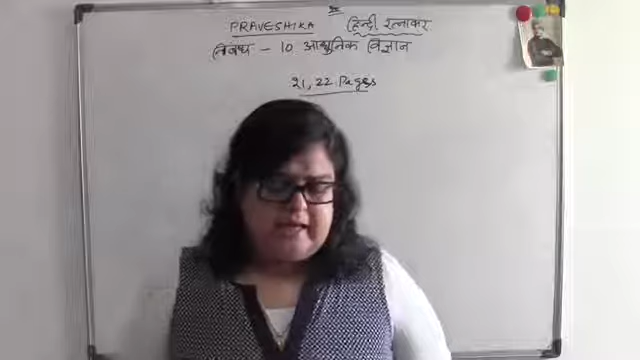 PRAVESHIKA हिन्दी रत्नाकर
निबंध - 10 आधुनिक विज्ञान
21, 22 Pages